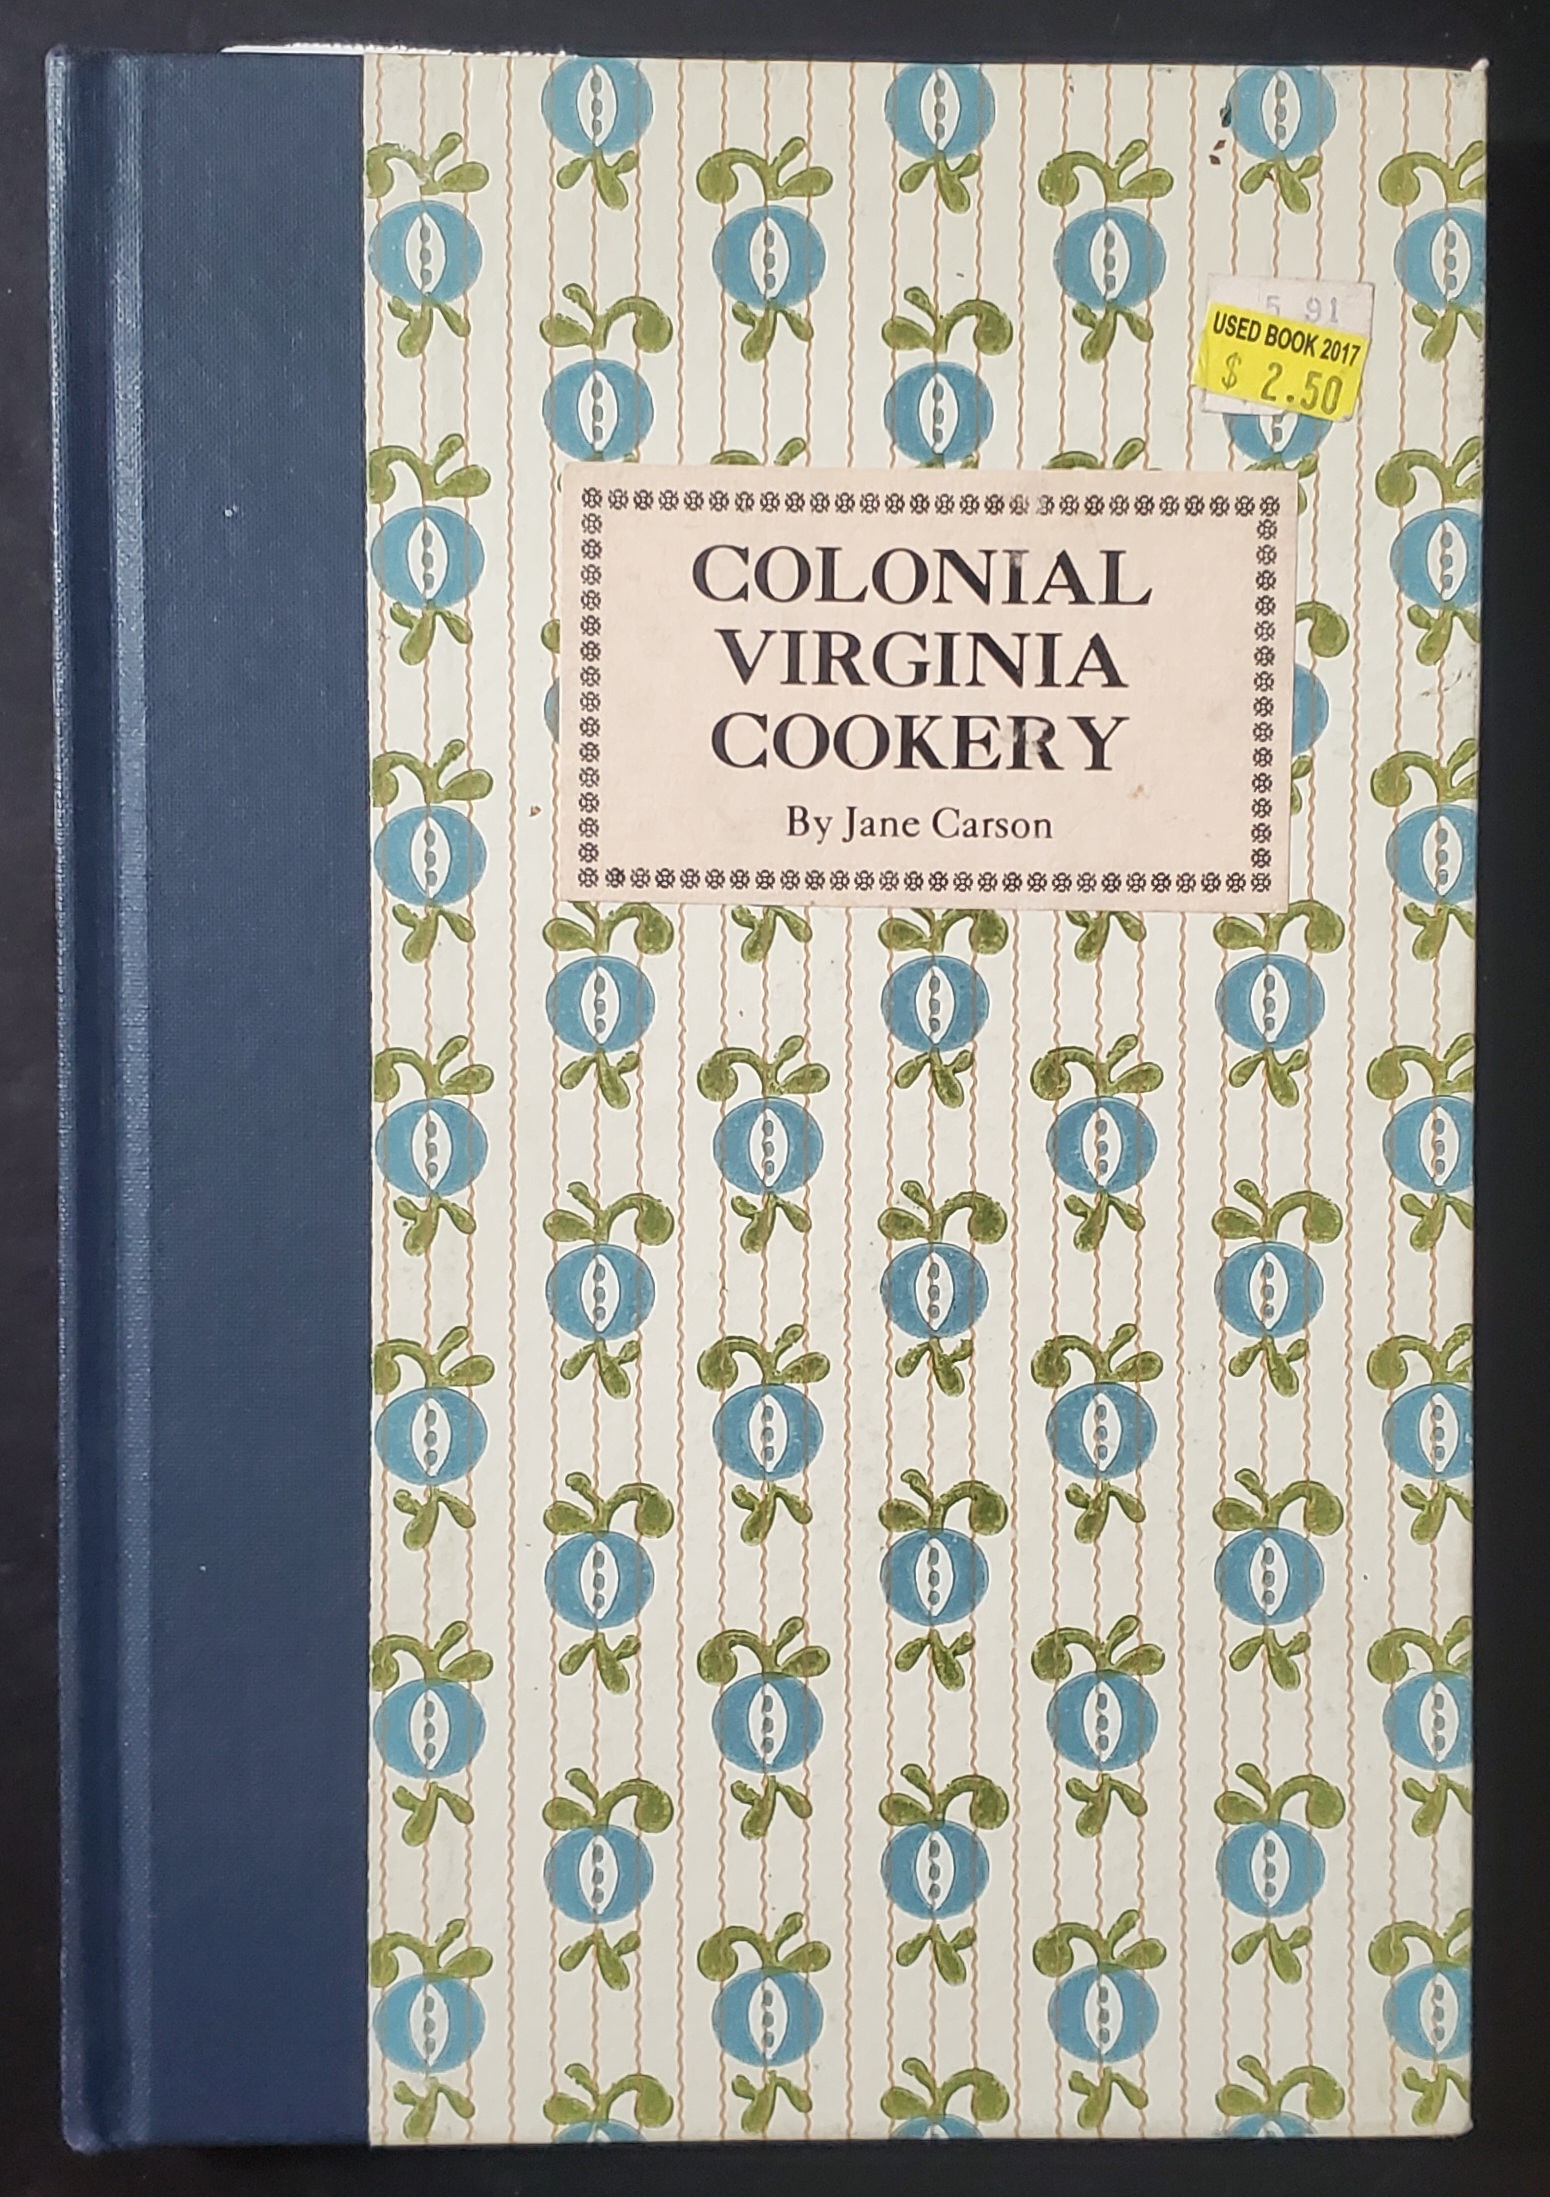 5 91
USED BOOK 2017
$ 2.50
COLONIAL
VIRGINIA
COOKERY
By Jane Carson